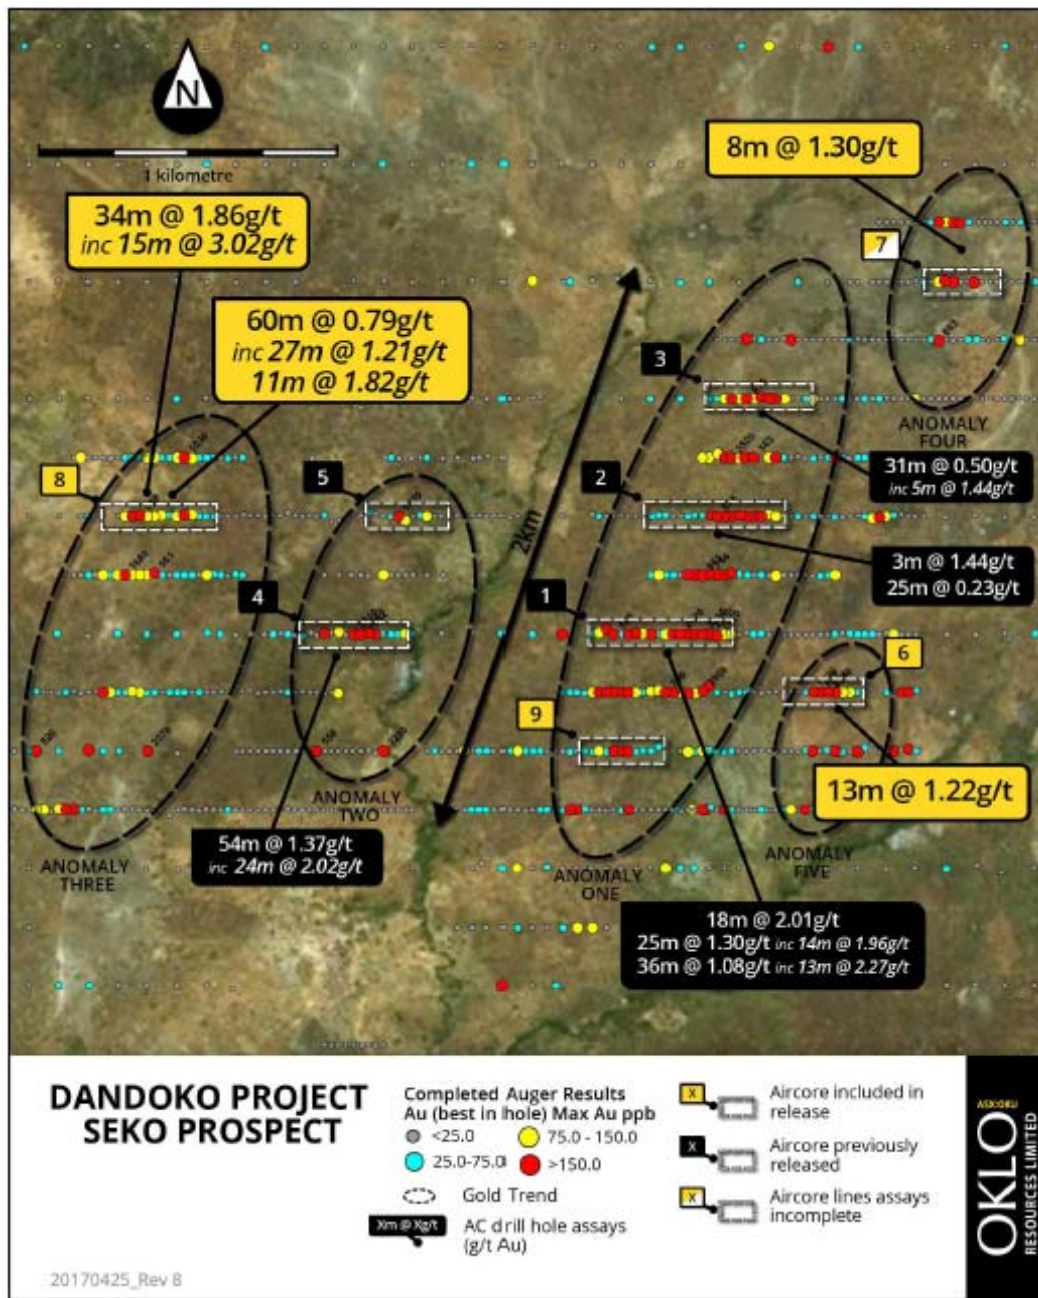 N
1 kilometre
8m @ 1.30g/t
34m @ 1.86g/t
inc 15m @ 3.02g/t
7
60m @ 0.79g/t
inc 27m @ 1.21g/t
11m @ 1.82g/t
3
ANOMALY
FOUR
31m @ 0.50g/t
inc 5m @ 1.44g/t
8
5
2
2km
3m @ 1.44g/t
25m @ 0.23g/t
4
1
6
9
13m @ 1.22g/t
ANOMALY
TWO
54m @ 1.37g/t
inc 24m @ 2.02g/t
ANOMALY
THREE
ANOMALY
ONE
ANOMALY
FIVE
18m @ 2.01g/t
25m @ 1.30g/t inc 14m @ 1.96g/t
36m @ 1.08g/t inc 13m @ 2.27g/t
DANDOKO PROJECT
SEKO PROSPECT
Completed Auger Results
Au (best in hole) Max Au ppb
<25.0
75.0 - 150.0
25.0-75.0
>150.0
Gold Trend
Xm @ Xg/t
AC drill hole assays
(g/t Au)
X
Aircore included in
release
X
Aircore previously
released
X
Aircore lines assays
incomplete
ASX:OKU
OKLO
RESOURCES LIMITED
20170425_Rev 8